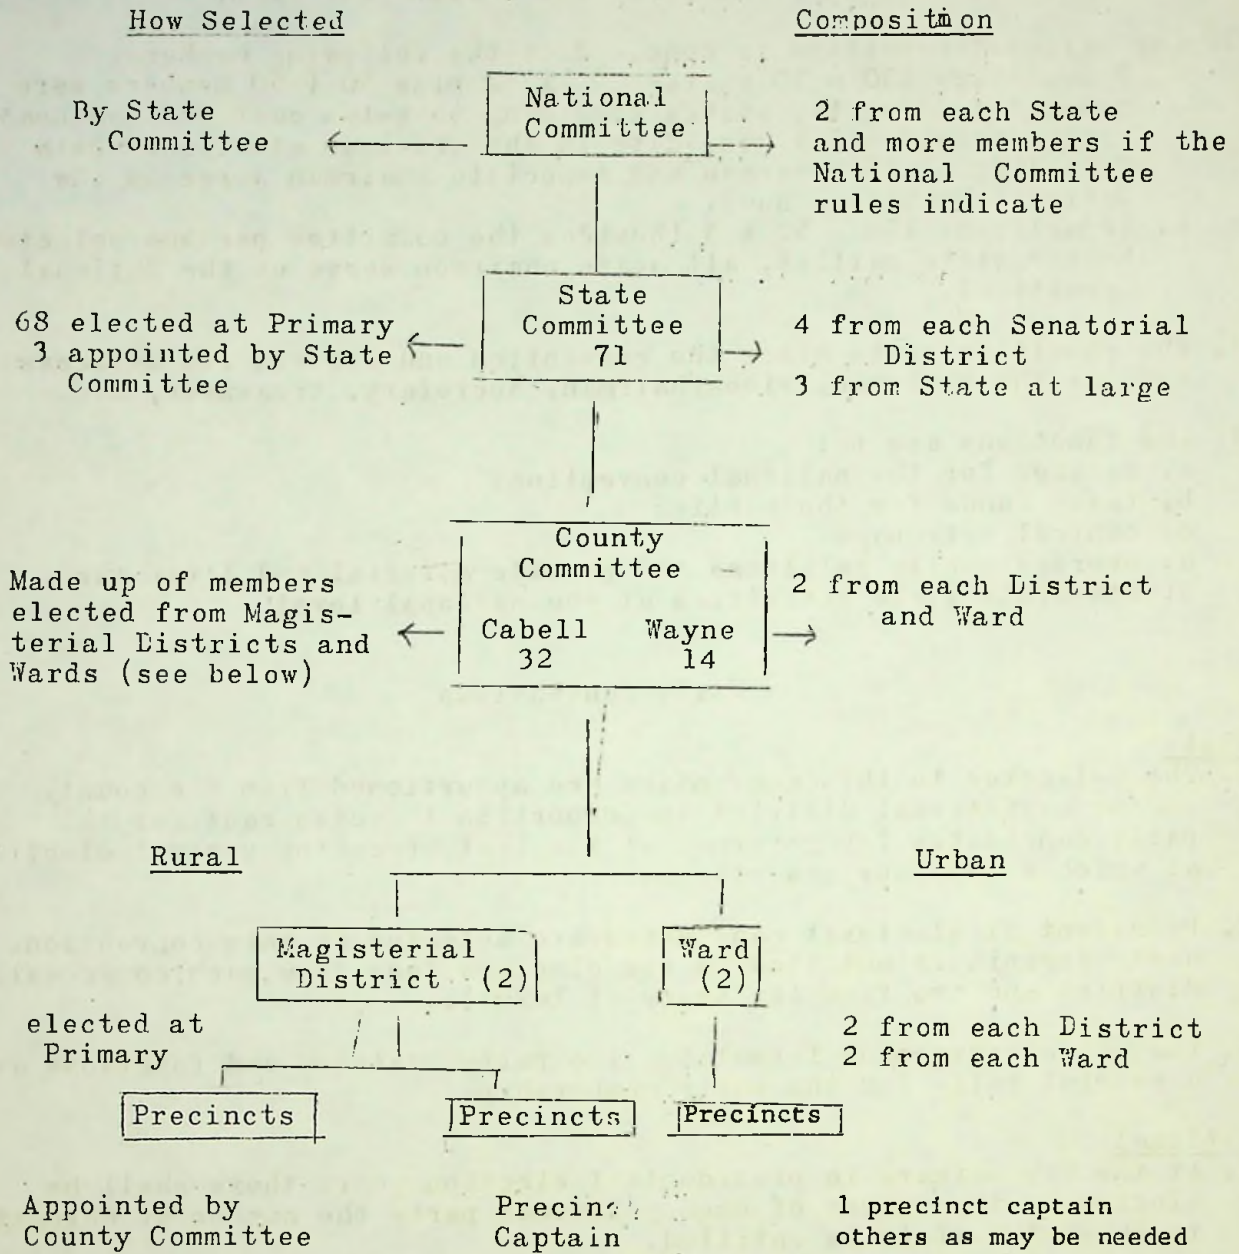 How Selected
Composition
By State
Committee
National
Committee
2 from each State
and more members if the
National Committee
rules indicate
68 elected at Primary
3 appointed by State
Committee
State
Committee
71
4 from each Senatorial
District
3 from State at large
Made up of members
elected from Magis-
terial Districts and
Wards (see below)
County
Committee
Cabell Wayne
32 14
2 from each District
and Ward
Rural
Urban
Magisterial
District (2)
Ward
(2)
elected at
Primary
2 from each District
2 from each Ward
Precincts
Precincts
Precincts
Appointed by
County Committee
Captain
1 precinct captain
others as may be needed